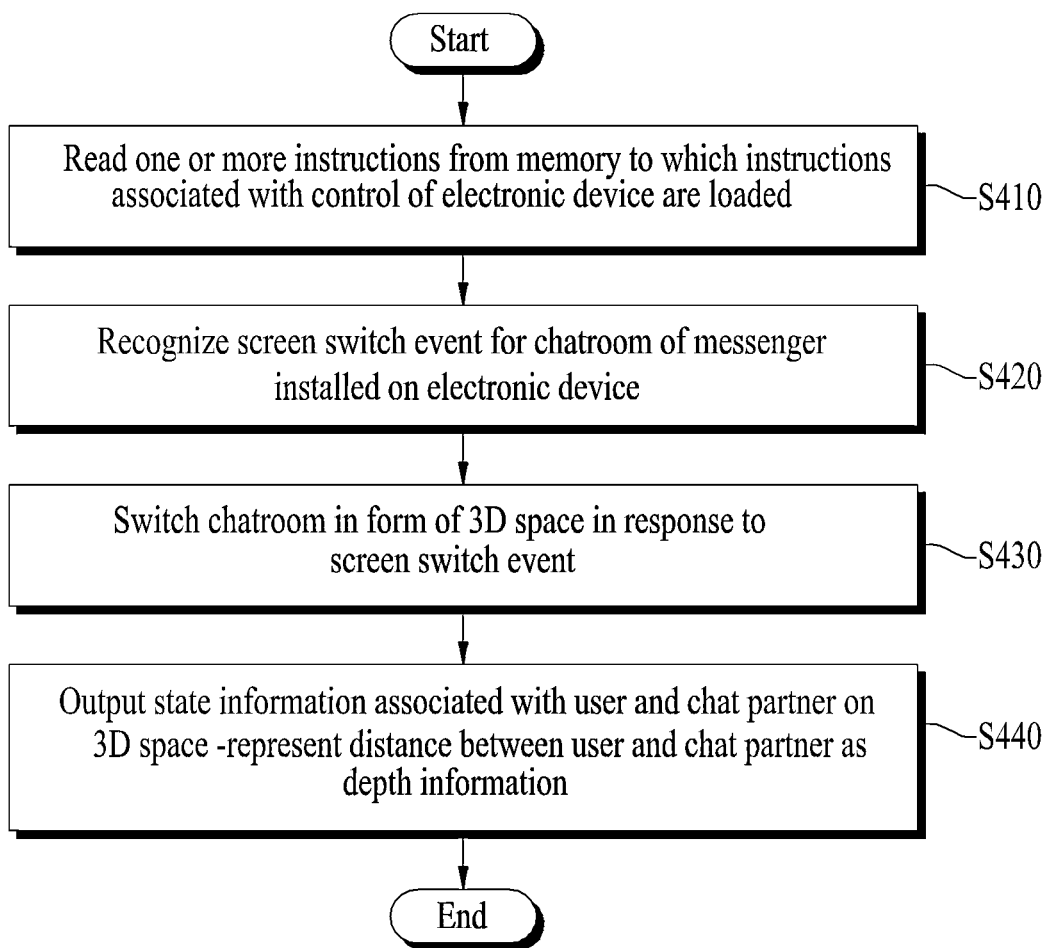 Start
Read one or more instructions from memory to which instructions
associated with control of electronic device are loaded
S410
Recognize screen switch event for chatroom of messenger
installed on electronic device
S420
Switch chatroom in form of 3D space in response to
screen switch event
S430
Output state information associated with user and chat partner on
3D space -represent distance between user and chat partner as
depth information
S440
End